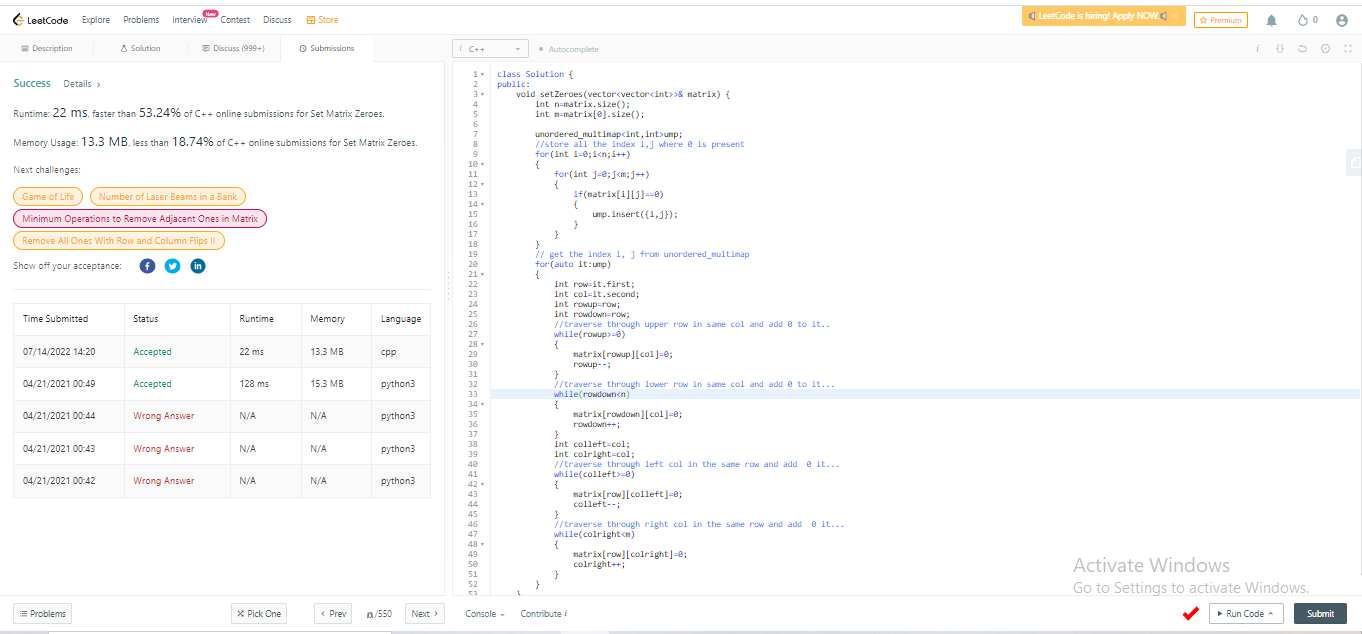 LeetCode Explore Problems Interview New Contest Discuss Store LeetCode is hiring! Apply NOW. Premium 0
Description Solution Discuss (999+) Submissions i C++ Autocomplete
Success Details
Runtime: 22 ms, faster than 53.24% of C++ online submissions for Set Matrix Zeroes.
Memory Usage: 13.3 MB, less than 18.74% of C++ online submissions for Set Matrix Zeroes.
Next challenges:
Game of Life Number of Laser Beams in a Bank
Minimum Operations to Remove Adjacent Ones in Matrix
Remove All Ones With Row and Column Flips II
Show off your acceptance:
Time Submitted Status Runtime Memory Language
07/14/2022 14:20 Accepted 22 ms 13.3 MB cpp
04/21/2021 00:49 Accepted 128 ms 15.3 MB python3
04/21/2021 00:44 Wrong Answer N/A N/A python3
04/21/2021 00:43 Wrong Answer N/A N/A python3
04/21/2021 00:42 Wrong Answer N/A N/A python3
1 class Solution {
2 public:
3 void setZeroes(vector<vector<int>>& matrix) {
4 int n=matrix.size();
5 int m=matrix[0].size();
6
7 unordered_multimap<int,int>ump;
8 //store all the index i,j where 0 is present
9 for(int i=0;i<n;i++)
10 {
11 for(int j=0;j<m;j++)
12 {
13 if(matrix[i][j]==0)
14 {
15 ump.insert({i,j});
16 }
17 }
18 }
19 // get the index i, j from unordered_multimap
20 for(auto it:ump)
21 {
22 int row=it.first;
23 int col=it.second;
24 int rowup=row;
25 int rowdown=row;
26 //traverse through upper row in same col and add 0 to it..
27 while(rowup>=0)
28 {
29 matrix[rowup][col]=0;
30 rowup--;
31 }
32 //traverse through lower row in same col and add 0 to it...
33 while(rowdown<n)
34 {
35 matrix[rowdown][col]=0;
36 rowdown++;
37 }
38 int colleft=col;
39 int colright=col;
40 //traverse through left col in the same row and add 0 it...
41 while(colleft>=0)
42 {
43 matrix[row][colleft]=0;
44 colleft--;
45 }
46 //traverse through right col in the same row and add 0 it...
47 while(colright<m)
48 {
49 matrix[row][colright]=0;
50 colright++;
51 }
52 }
53 }
Activate Windows
Go to Settings to activate Windows.
Problems Pick One Prev /550 Next Console Contribute i Run Code Submit